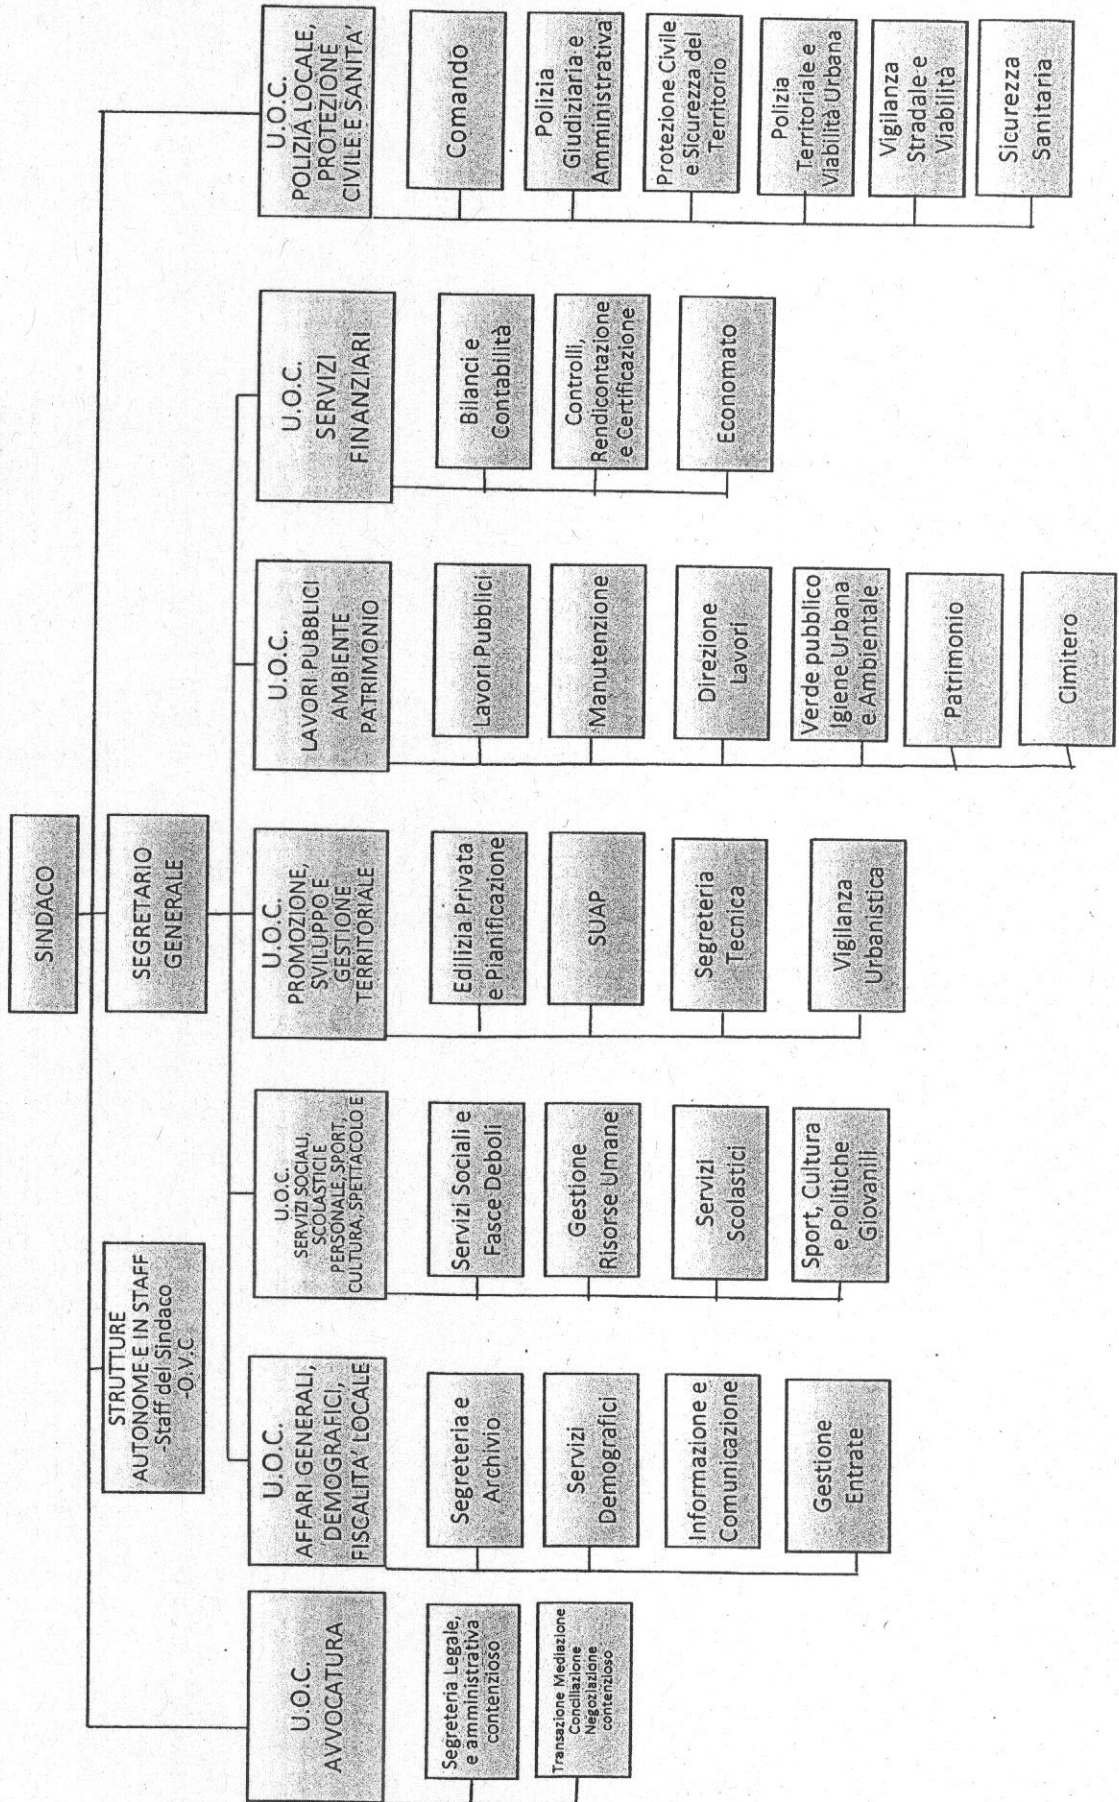 SINDACO
STRUTTURE
AUTONOME E IN STAFF
-Staff del Sindaco
-O.V.C
SEGRETARIO
GENERALE
U.O.C.
AVVOCATURA
Segreteria Legale,
e amministrativa
contenzioso
Transazione Mediazione
Conciliazione
Negoziazione
contenzioso
U.O.C.
AFFARI GENERALI,
DEMOGRAFICI,
FISCALITA' LOCALE
Segreteria e
Archivio
Servizi
Demografici
Informazione e
Comunicazione
Gestione
Entrate
U.O.C.
SERVIZI SOCIALI,
SCOLASTICI E
PERSONALE, SPORT,
CULTURA, SPETTACOLO E
Servizi Sociali e
Fasce Deboli
Gestione
Risorse Umane
Servizi
Scolastici
Sport, Cultura
e Politiche
Giovanili
U.O.C.
PROMOZIONE,
SVILUPPO E
GESTIONE
TERRITORIALE
Edilizia Privata
e Pianificazione
SUAP
Segreteria
Tecnica
Vigilanza
Urbanistica
U.O.C.
LAVORI PUBBLICI
AMBIENTE
PATRIMONIO
Lavori Pubblici
Manutenzione
Direzione
Lavori
Verde pubblico
Igiene Urbana
e Ambientale
Patrimonio
Cimitero
U.O.C.
SERVIZI
FINANZIARI
Bilanci e
Contabilità
Controlli,
Rendicontazione
e Certificazione
Economato
U.O.C.
POLIZIA LOCALE,
PROTEZIONE
CIVILE E SANITA'
Comando
Polizia
Giudiziaria e
Amministrativa
Protezione Civile
e Sicurezza del
Territorio
Polizia
Territoriale e
Viabilità Urbana
Vigilanza
Stradale e
Viabilità
Sicurezza
Sanitaria